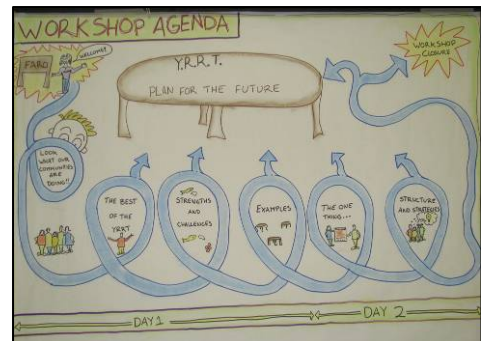 WORKSHOP AGENDA
FARO
WELCOME!
Y.R.R.T.
PLAN FOR THE FUTURE
WORKSHOP
CLOSURE
LOOK
WHAT OUR
COMMUNITIES
ARE
DOING!!
THE BEST
OF THE
YRRT
STRENGTHS
AND
CHALLENGES
EXAMPLES
THE ONE
THING...
STRUCTURE
AND STRATEGIES
DAY 1
DAY 2